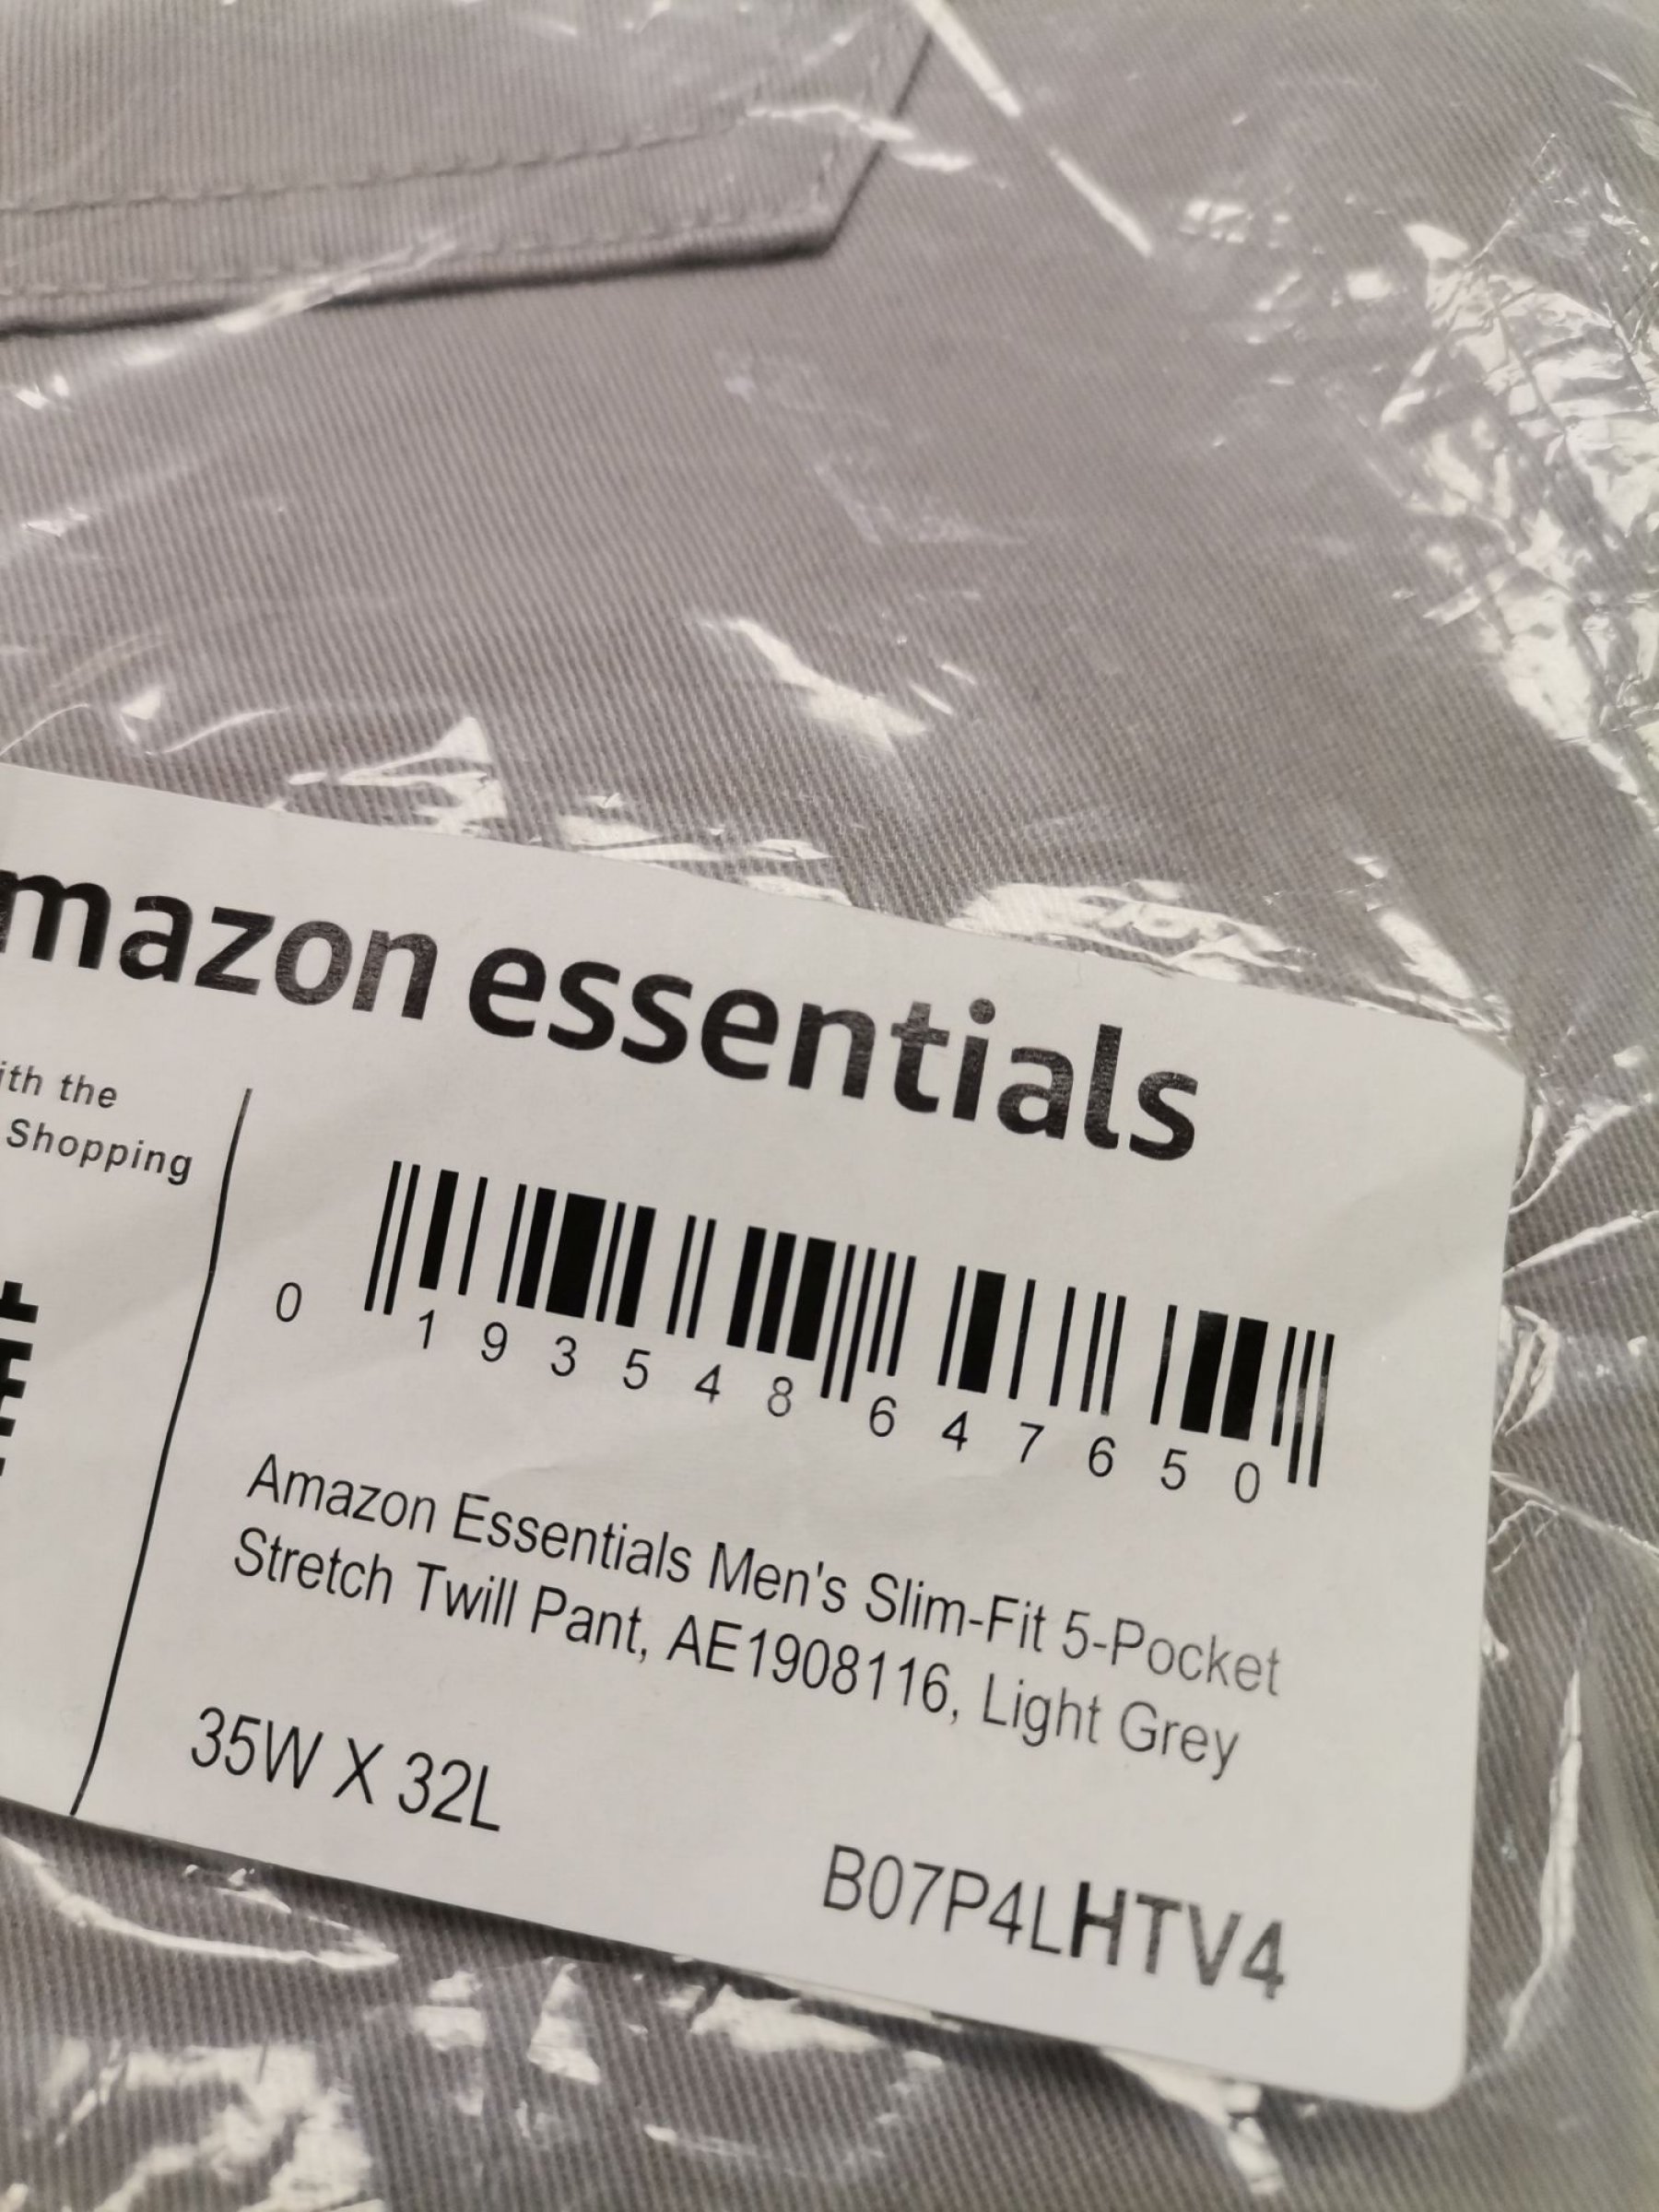 mazon essentials
ith the
Shopping
0 193548 647650
Amazon Essentials Men's Slim-Fit 5-Pocket
Stretch Twill Pant, AE1908116, Light Grey
35W X 32L
B07P4LHTV4